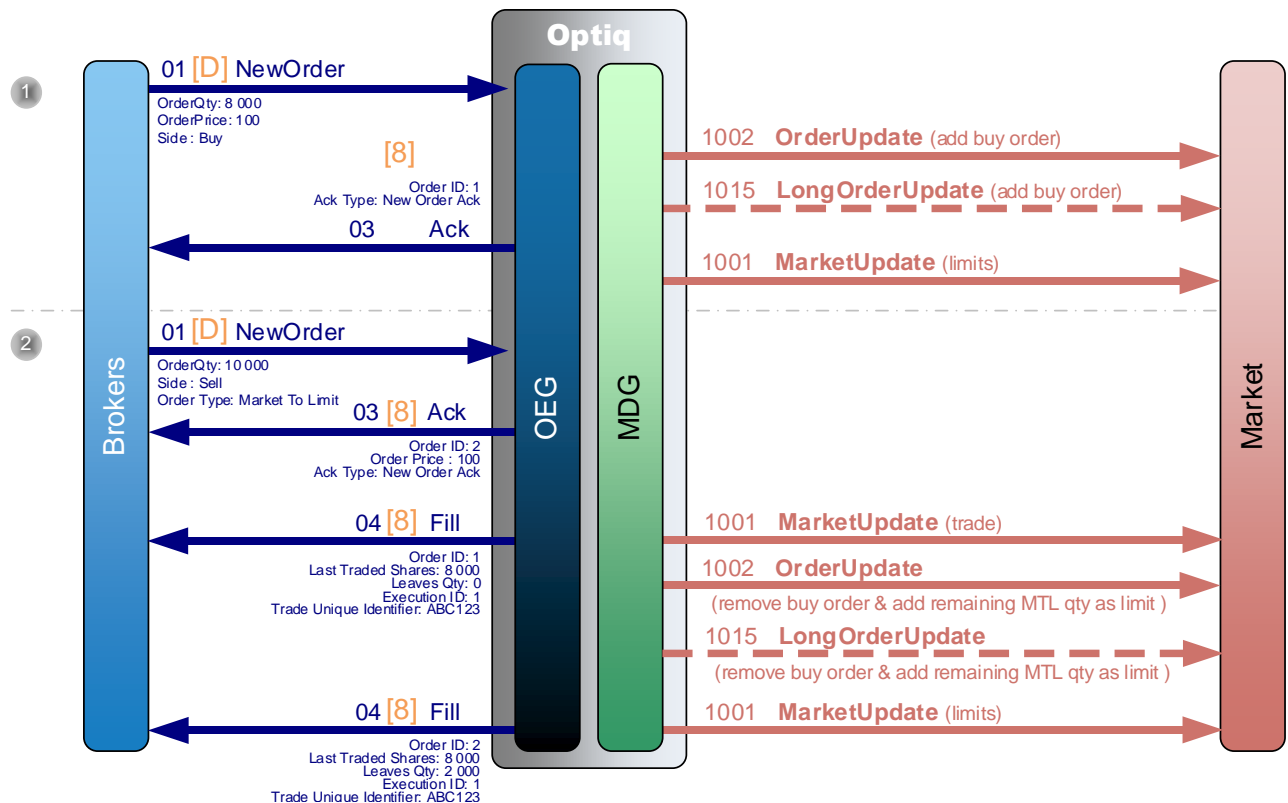 Optiq
1
01 [D] NewOrder
OrderQty: 8 000
OrderPrice: 100
Side : Buy
[8]
Order ID: 1
Ack Type: New Order Ack
03 Ack
1002 OrderUpdate (add buy order)
1015 LongOrderUpdate (add buy order)
1001 MarketUpdate (limits)
2
01 [D] NewOrder
OrderQty: 10 000
Side : Sell
Order Type: Market To Limit
03 [8] Ack
Order ID: 2
Order Price : 100
Ack Type: New Order Ack
04 [8] Fill
Order ID: 1
Last Traded Shares: 8 000
Leaves Qty: 0
Execution ID: 1
Trade Unique Identifier: ABC123
04 [8] Fill
Order ID: 2
Last Traded Shares: 8 000
Leaves Qty: 2 000
Execution ID: 1
Trade Unique Identifier: ABC123
1001 MarketUpdate (trade)
1002 OrderUpdate
(remove buy order & add remaining MTL qty as limit )
1015 LongOrderUpdate
(remove buy order & add remaining MTL qty as limit )
1001 MarketUpdate (limits)
Brokers
OEG
MDG
Market